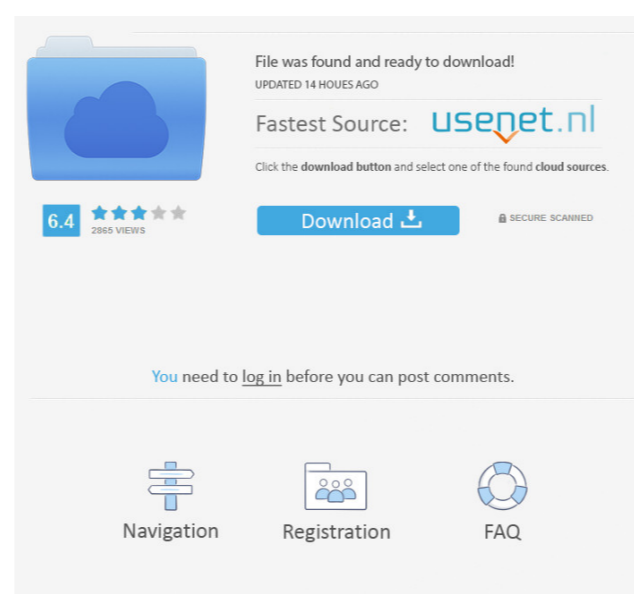 File was found and ready to download!
UPDATED 14 HOUES AGO
Fastest Source: usenet.nl
Click the download button and select one of the found cloud sources.
6.4
2865 VIEWS
Download
SECURE SCANNED
You need to log in before you can post comments.
Navigation
Registration
FAQ